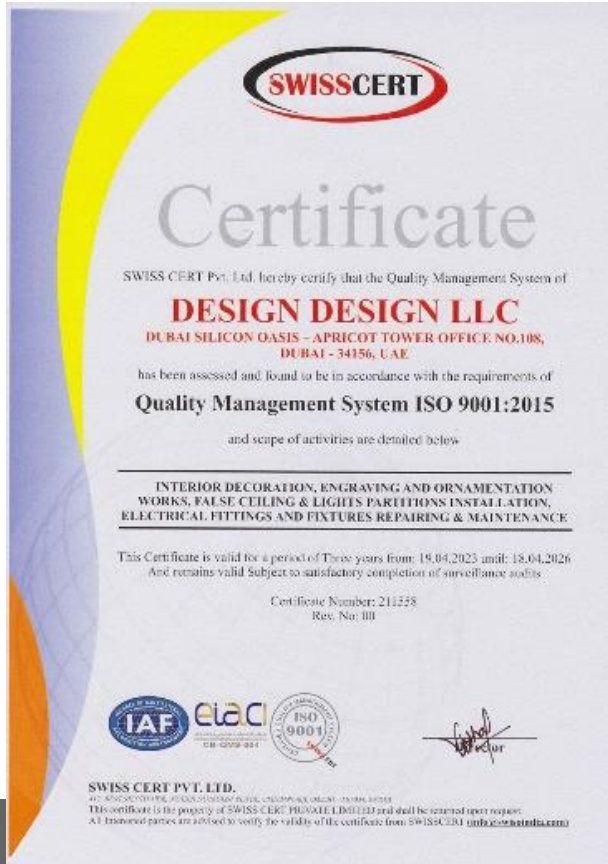 SWISSCERT
Certificate
SWISS CERT Pvt. Ltd. hereby certify that the Quality Management System of
DESIGN DESIGN LLC
DUBAI SILICON OASIS – APRICOT TOWER OFFICE NO.108,
DUBAI - 34156, UAE
has been assessed and found to be in accordance with the requirements of
Quality Management System ISO 9001:2015
and scope of activities are detailed below
INTERIOR DECORATION, ENGRAVING AND ORNAMENTATION
WORKS, FALSE CEILING & LIGHTS PARTITIONS INSTALLATION,
ELECTRICAL FITTINGS AND FIXTURES REPAIRING & MAINTENANCE
This Certificate is valid for a period of Three years from: 19.04.2023 until: 18.04.2026
And remains valid Subject to satisfactory completion of surveillance audits
Certificate Number: 211558
Rev. No: 00
IAF
eiac
ISO
9001
Director
SWISS CERT PVT. LTD.
This certificate is the property of SWISS CERT PRIVATE LIMITED and shall be returned upon request.
All Interested parties are advised to verify the validity of the certificate from SWISSCERT (info@swissindia.com)